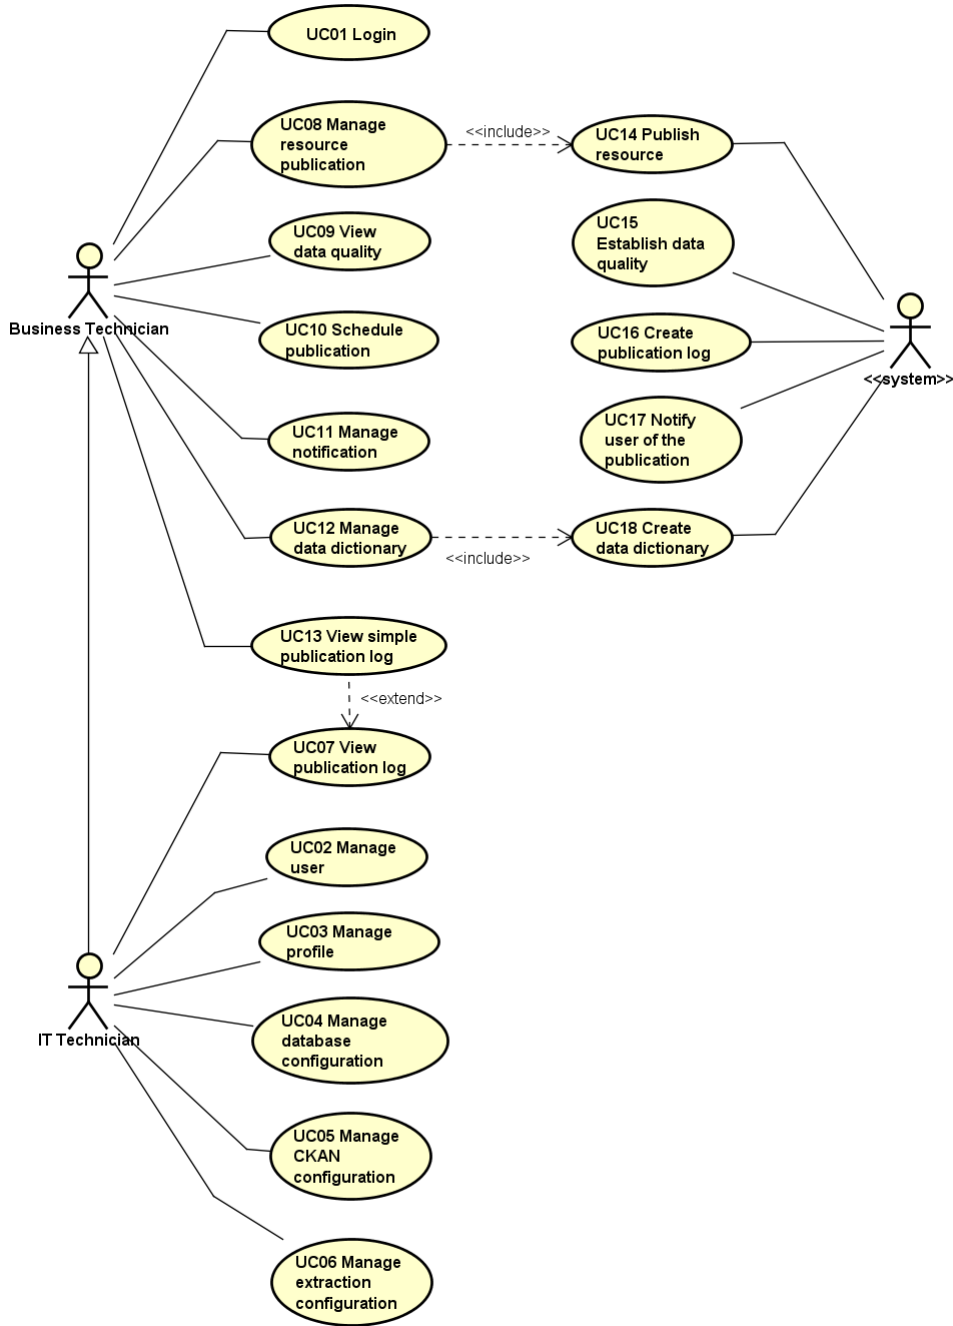 UC01 Login
UC08 Manage
resource
publication
<<include>>
UC14 Publish
resource
UC09 View
data quality
UC15
Establish data
quality
Business Technician
UC10 Schedule
publication
UC16 Create
publication log
<<system>>
UC11 Manage
notification
UC17 Notify
user of the
publication
UC12 Manage
data dictionary
<<include>>
UC18 Create
data dictionary
UC13 View simple
publication log
<<extend>>
UC07 View
publication log
UC02 Manage
user
UC03 Manage
profile
IT Technician
UC04 Manage
database
configuration
UC05 Manage
CKAN
configuration
UC06 Manage
extraction
configuration